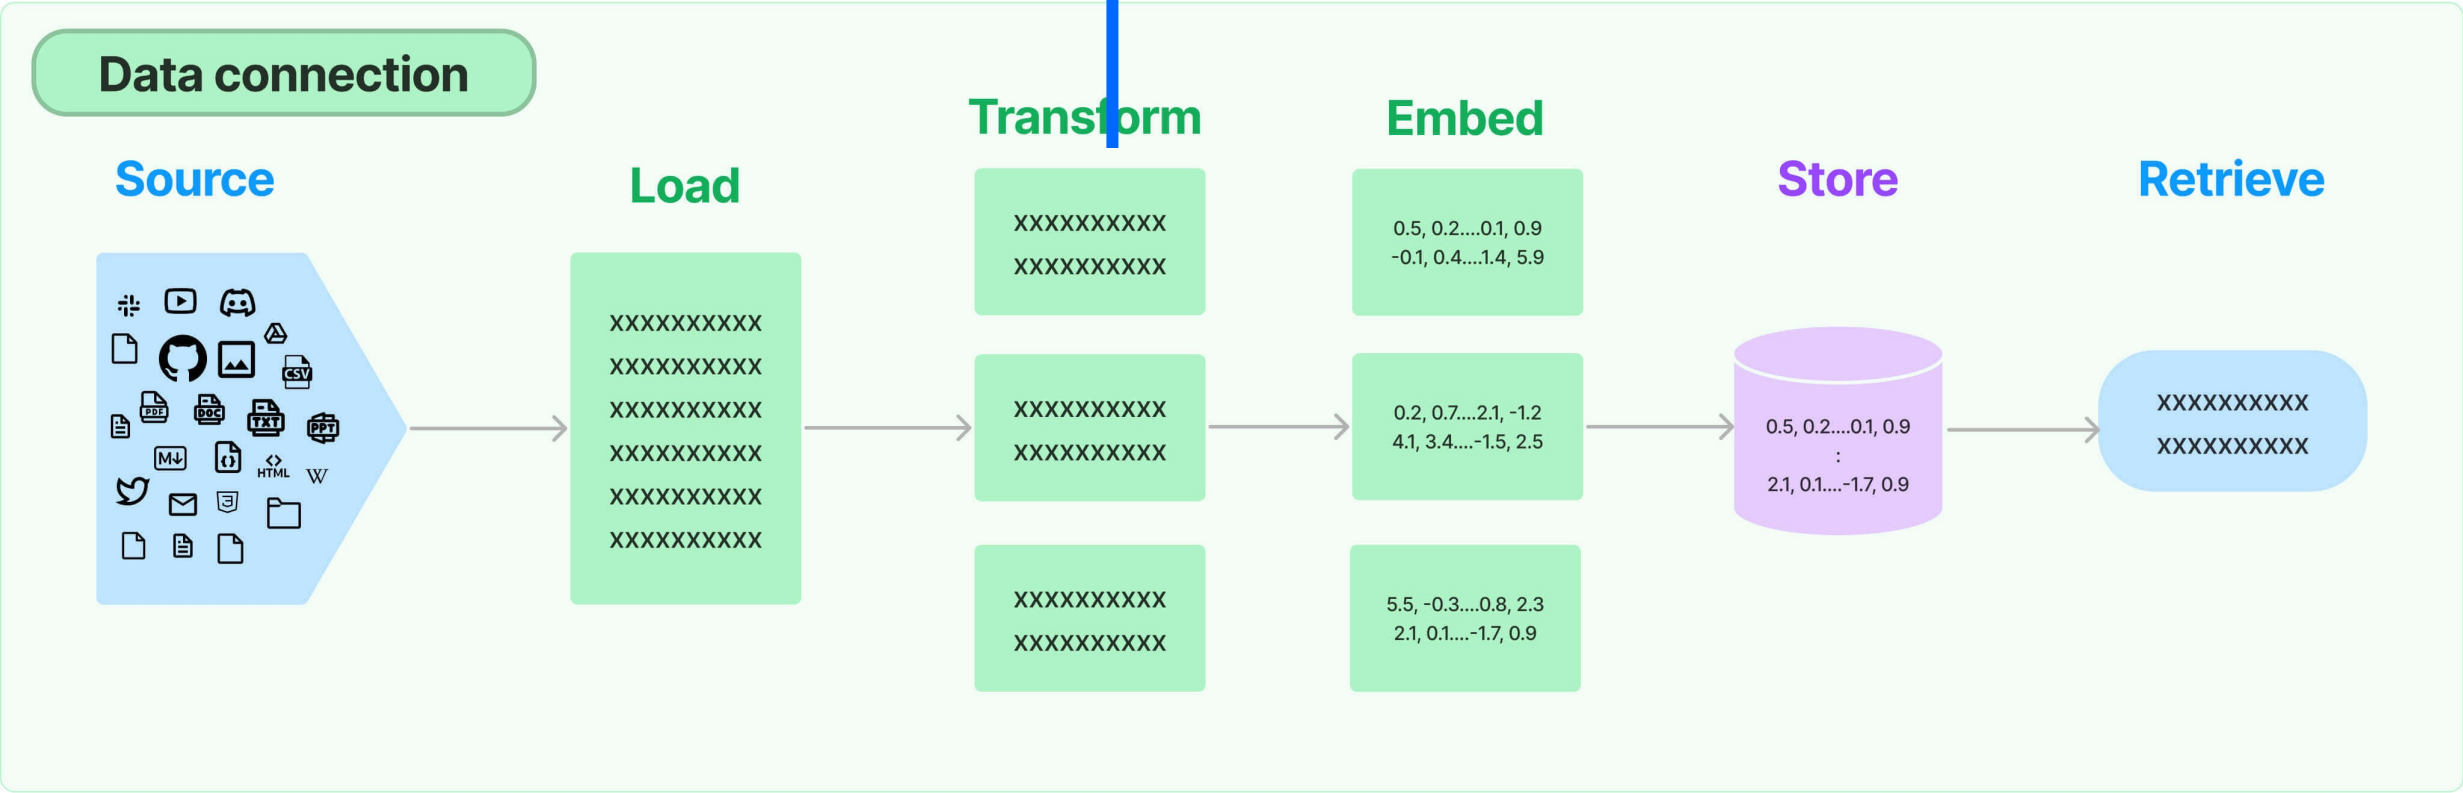 Data connection
Source
Load
Transform
Embed
Store
Retrieve
CSV
PDF
DOC
TXT
PPT
M
{}
<>
HTML
W
3
XXXXXXXXXX
XXXXXXXXXX
XXXXXXXXXX
XXXXXXXXXX
XXXXXXXXXX
XXXXXXXXXX
XXXXXXXXXX
XXXXXXXXXX
XXXXXXXXXX
XXXXXXXXXX
XXXXXXXXXX
XXXXXXXXXX
0.5, 0.2....0.1, 0.9
-0.1, 0.4....1.4, 5.9
0.2, 0.7....2.1, -1.2
4.1, 3.4....-1.5, 2.5
5.5, -0.3....0.8, 2.3
2.1, 0.1....-1.7, 0.9
0.5, 0.2....0.1, 0.9
:
2.1, 0.1....-1.7, 0.9
XXXXXXXXXX
XXXXXXXXXX